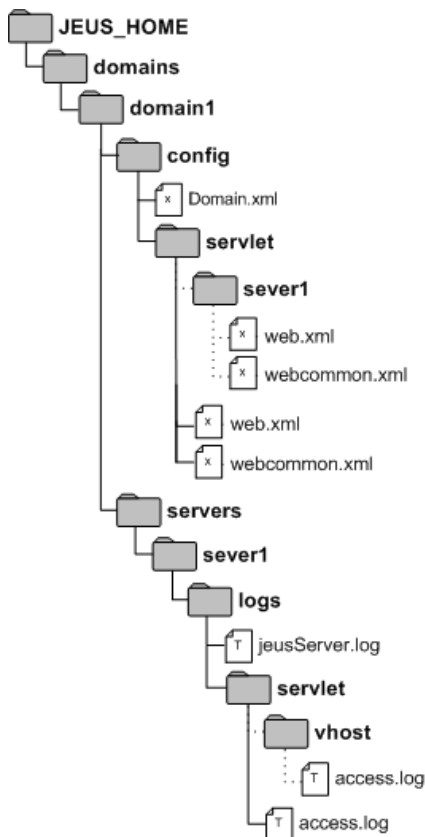 JEUS_HOME
domains
domain1
config
X
Domain.xml
servlet
sever1
X
web.xml
X
webcommon.xml
X
web.xml
X
webcommon.xml
servers
sever1
logs
T
jeusServer.log
servlet
vhost
T
access.log
T
access.log